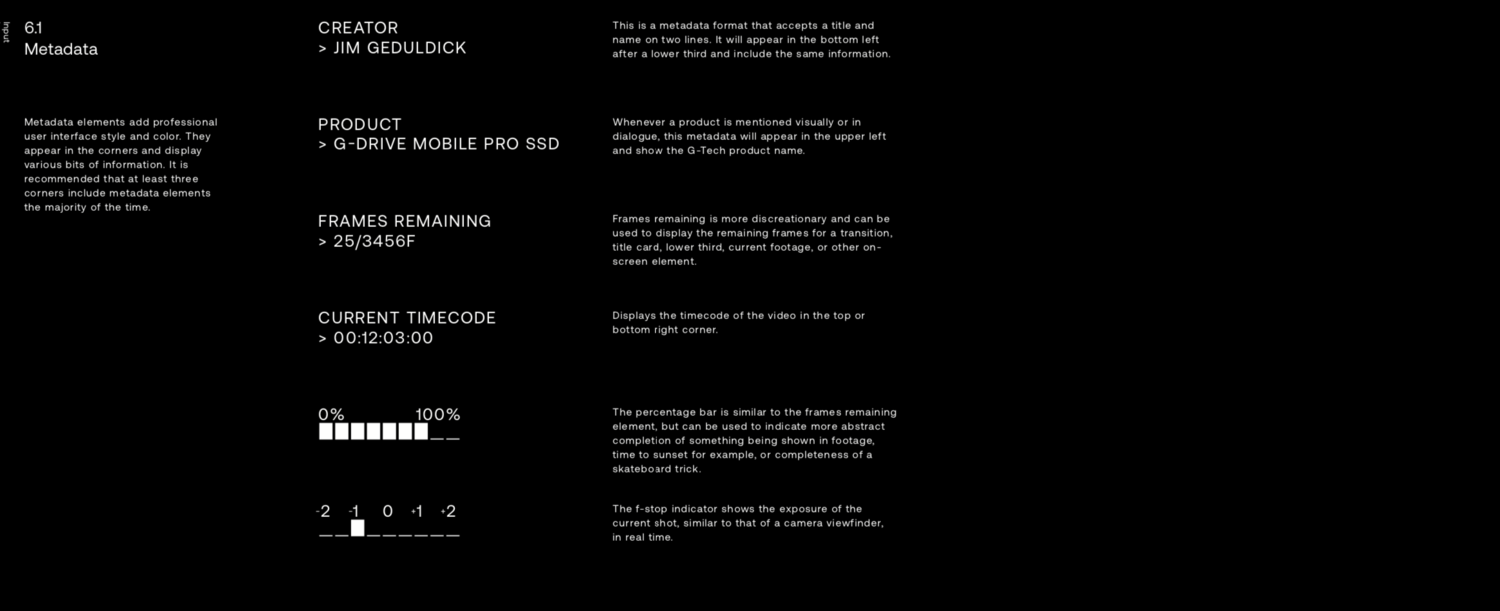 Input
6.1
Metadata
Metadata elements add professional
user interface style and color. They
appear in the corners and display
various bits of information. It is
recommended that at least three
corners include metadata elements
the majority of the time.
CREATOR
> JIM GEDULDICK
This is a metadata format that accepts a title and
name on two lines. It will appear in the bottom left
after a lower third and include the same information.
PRODUCT
> G-DRIVE MOBILE PRO SSD
Whenever a product is mentioned visually or in
dialogue, this metadata will appear in the upper left
and show the G-Tech product name.
FRAMES REMAINING
> 25/3456F
Frames remaining is more discreationary and can be
used to display the remaining frames for a transition,
title card, lower third, current footage, or other on-
screen element.
CURRENT TIMECODE
> 00:12:03:00
Displays the timecode of the video in the top or
bottom right corner.
0% 100%
The percentage bar is similar to the frames remaining
element, but can be used to indicate more abstract
completion of something being shown in footage,
time to sunset for example, or completeness of a
skateboard trick.
-2 -1 0 +1 +2
The f-stop indicator shows the exposure of the
current shot, similar to that of a camera viewfinder,
in real time.